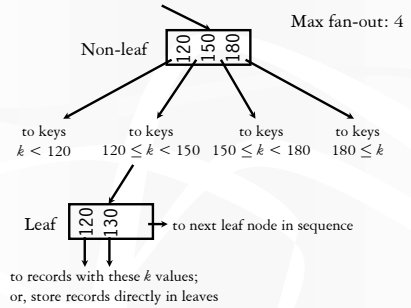 Max fan-out: 4
Non-leaf
120 150 180
to keys to keys to keys to keys
k < 120 120 ≤ k < 150 150 ≤ k < 180 180 ≤ k
Leaf
120 130
to next leaf node in sequence
to records with these k values;
or, store records directly in leaves